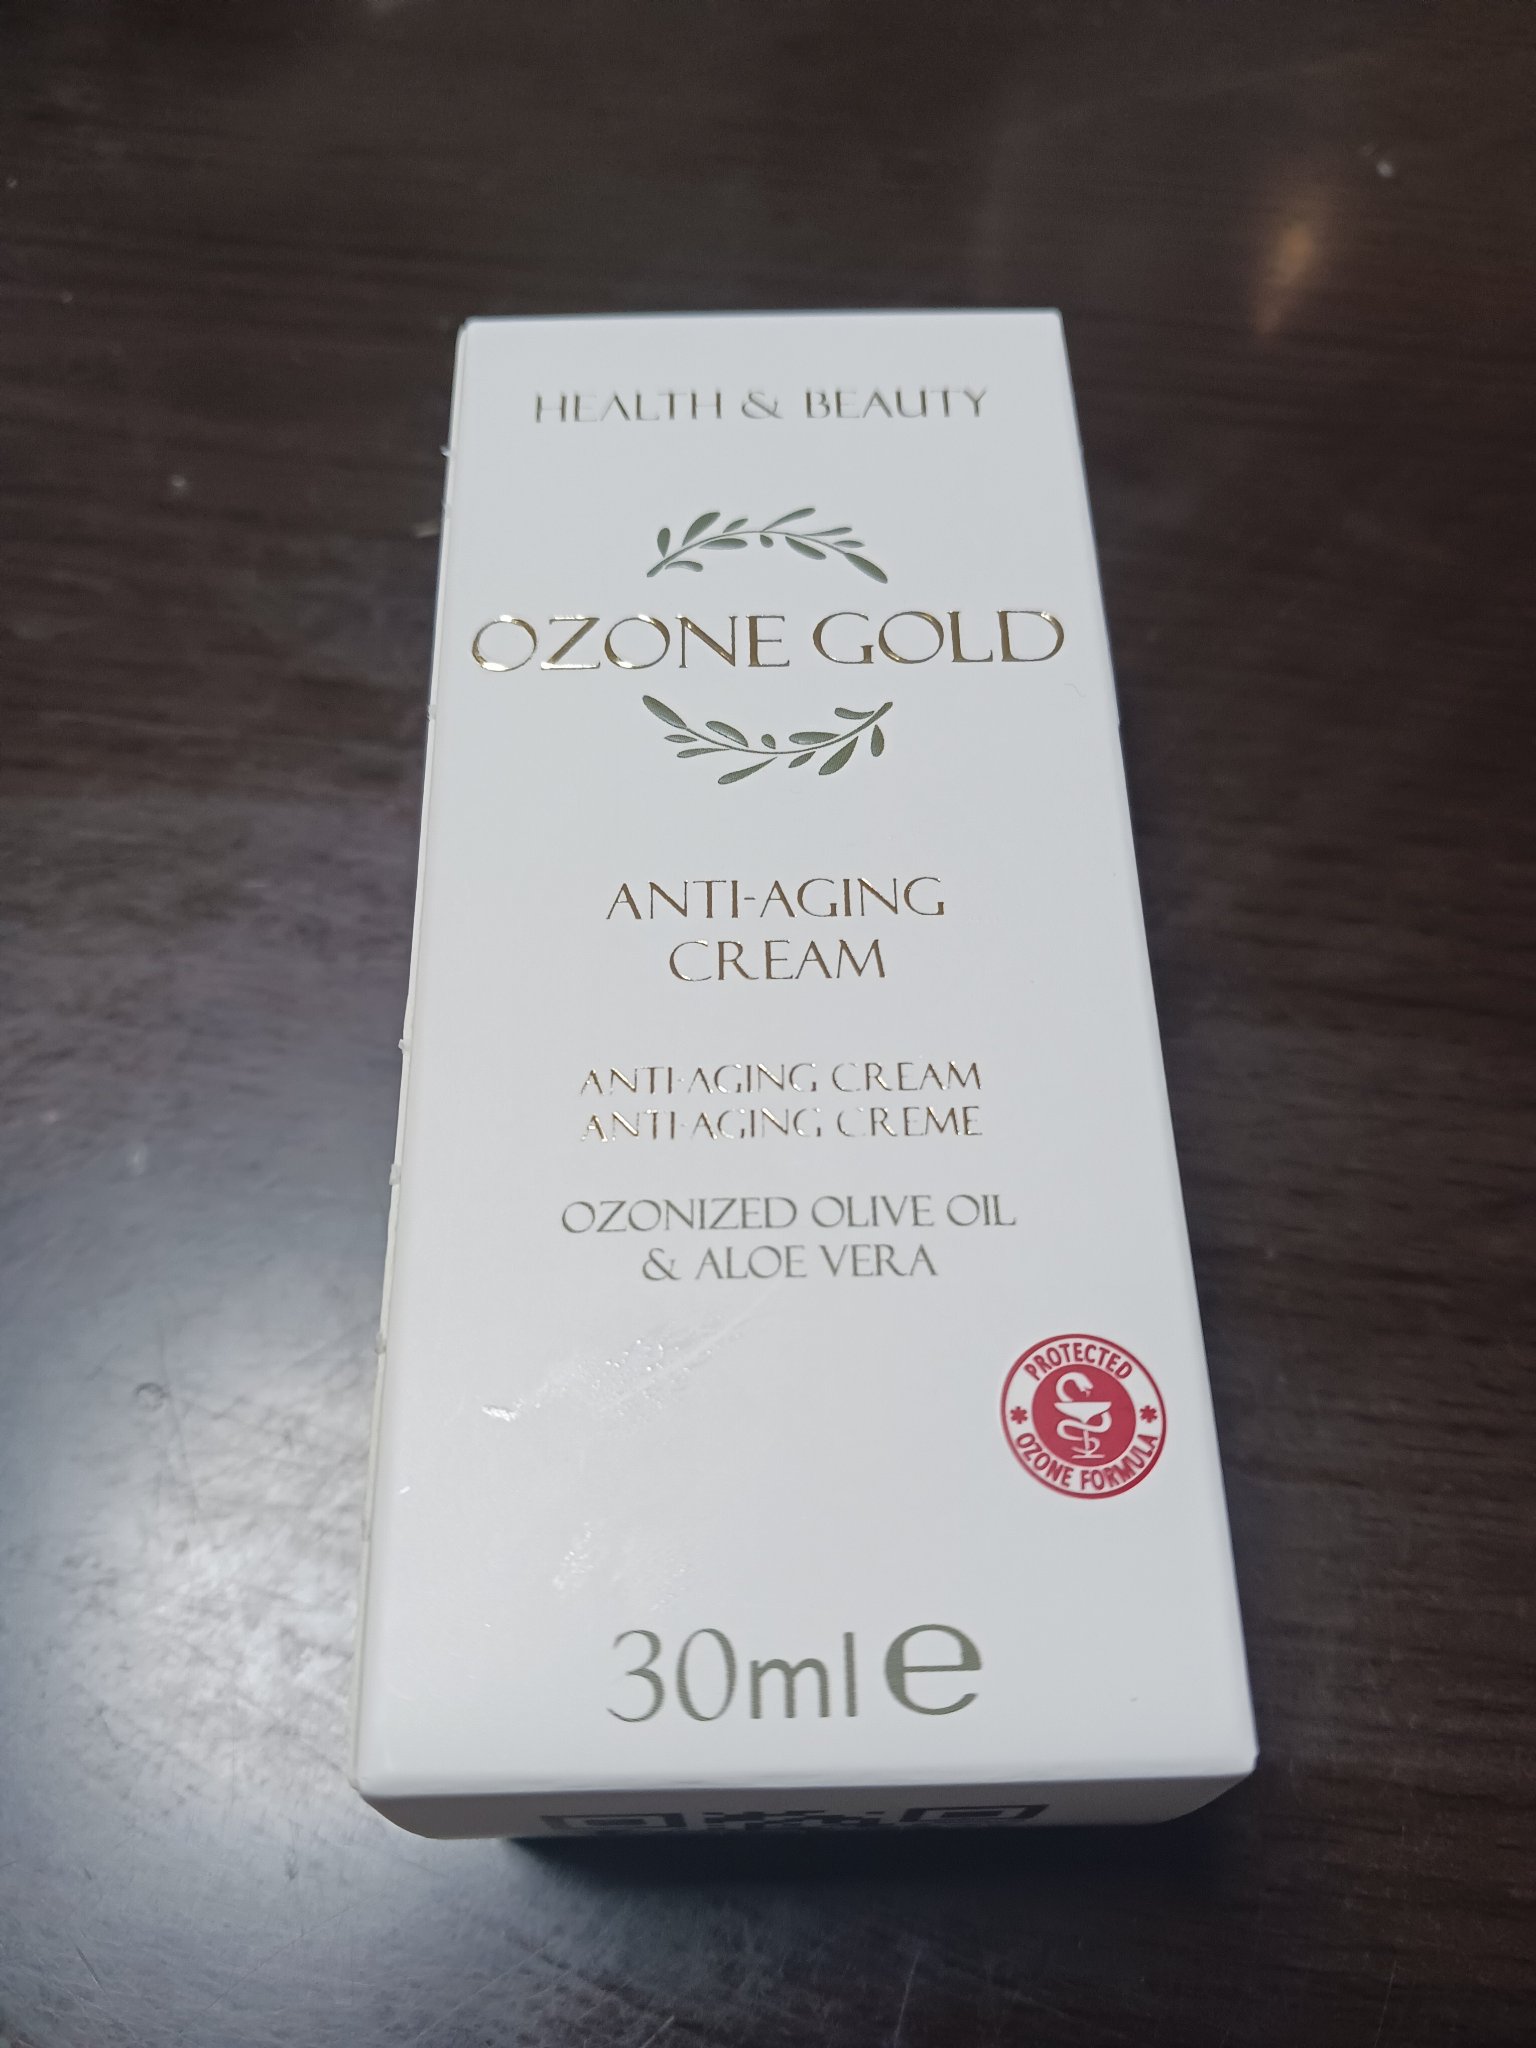 HEALTH & BEAUTY
OZONE GOLD
ANTI-AGING
CREAM
ANTI-AGING CREAM
ANTI-AGING CREME
OZONIZED OLIVE OIL
& ALOE VERA
PROTECTED
* OZONE FORMULA *
30ml e